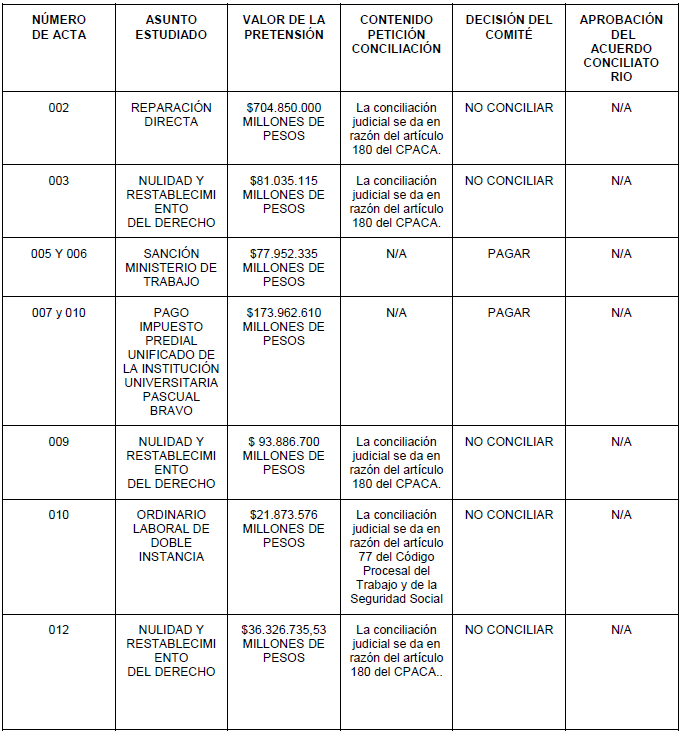 NÚMERO
DE ACTA
ASUNTO
ESTUDIADO
VALOR DE LA
PRETENSIÓN
CONTENIDO
PETICIÓN
CONCILIACIÓN
DECISIÓN DEL
COMITÉ
APROBACIÓN
DEL
ACUERDO
CONCILIATO
RIO
002
REPARACIÓN
DIRECTA
$704.850.000
MILLONES DE
PESOS
La conciliación
judicial se da en
razón del artículo
180 del CPACA.
NO CONCILIAR
N/A
003
NULIDAD Y
RESTABLECIMI
ENTO
DEL DERECHO
$81.035.115
MILLONES DE
PESOS
La conciliación
judicial se da en
razón del artículo
180 del CPACA.
NO CONCILIAR
N/A
005 Y 006
SANCIÓN
MINISTERIO DE
TRABAJO
$77.952.335
MILLONES DE
PESOS
N/A
PAGAR
N/A
007 y 010
PAGO
IMPUESTO
PREDIAL
UNIFICADO DE
LA INSTITUCIÓN
UNIVERSITARIA
PASCUAL
BRAVO
$173.962.610
MILLONES DE
PESOS
N/A
PAGAR
N/A
009
NULIDAD Y
RESTABLECIMI
ENTO
DEL DERECHO
$ 93.886.700
MILLONES DE
PESOS
La conciliación
judicial se da en
razón del artículo
180 del CPACA.
NO CONCILIAR
N/A
010
ORDINARIO
LABORAL DE
DOBLE
INSTANCIA
$21.873.576
MILLONES DE
PESOS
La conciliación
judicial se da en
razón del artículo
77 del Código
Procesal del
Trabajo y de la
Seguridad Social
NO CONCILIAR
N/A
012
NULIDAD Y
RESTABLECIMI
ENTO
DEL DERECHO
$36.326.735,53
MILLONES DE
PESOS
La conciliación
judicial se da en
razón del artículo
180 del CPACA..
NO CONCILIAR
N/A